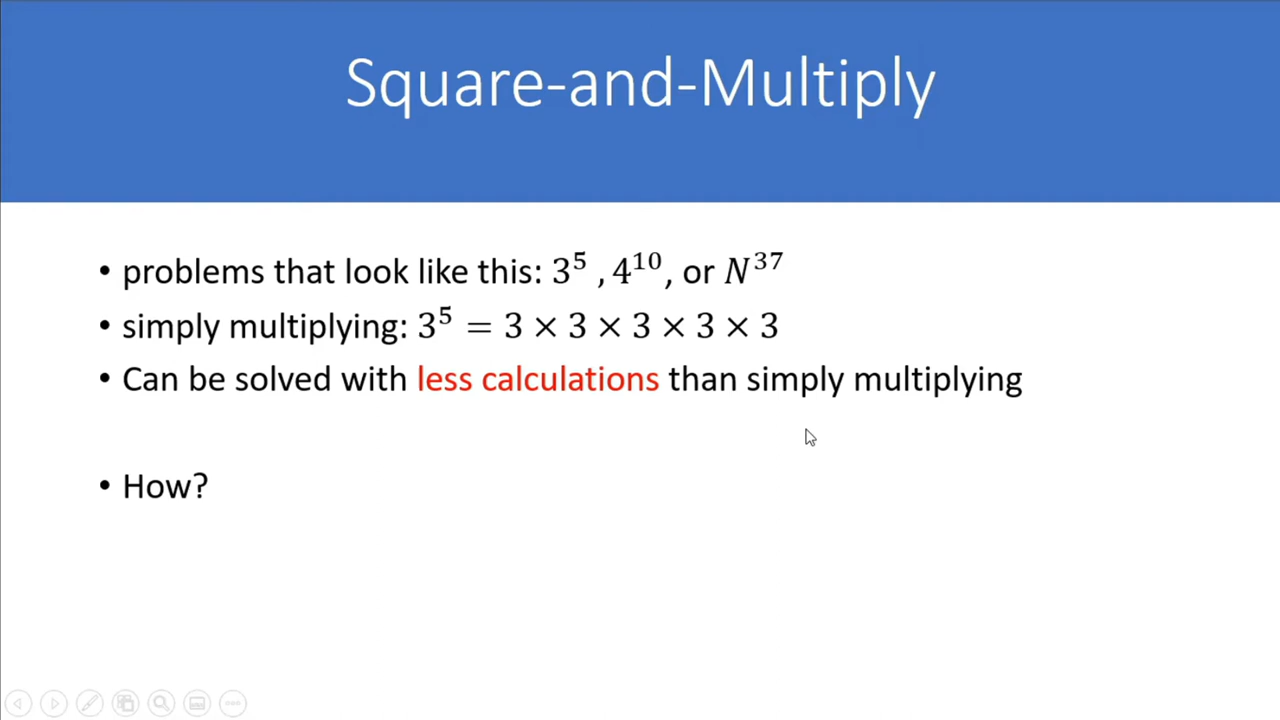 Square-and-Multiply
• problems that look like this: 3⁵ , 4¹⁰, or N³⁷
• simply multiplying: 3⁵ = 3 × 3 × 3 × 3 × 3
• Can be solved with less calculations than simply multiplying
• How?